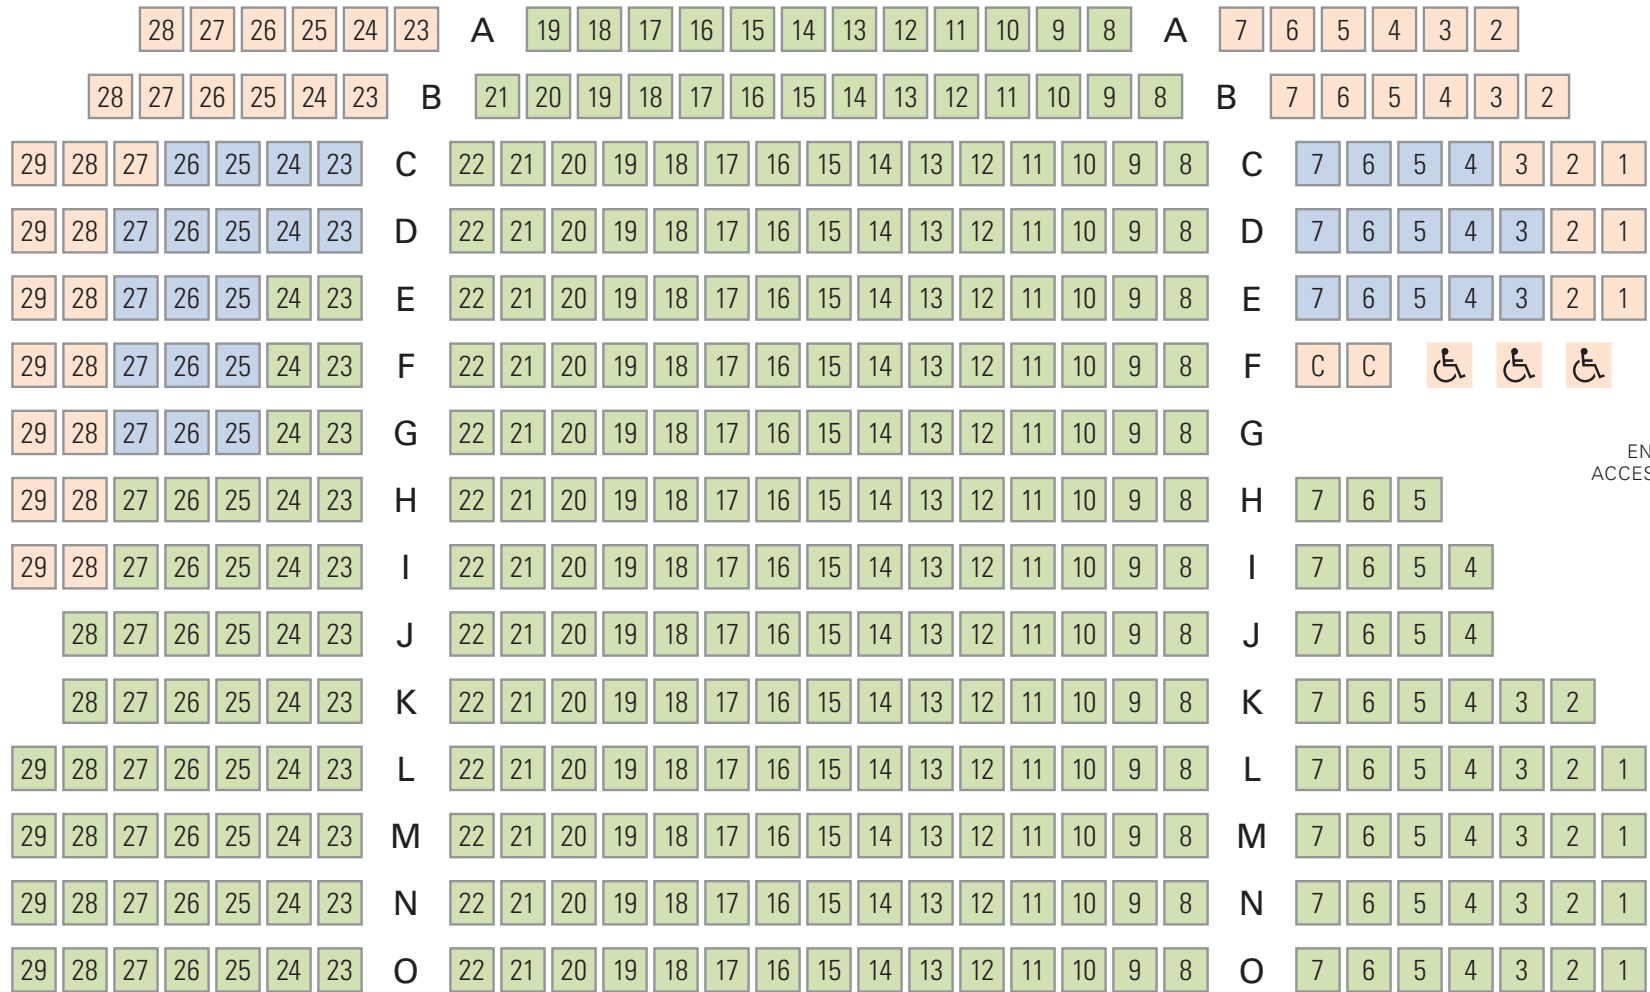 28 27 26 25 24 23 A 19 18 17 16 15 14 13 12 11 10 9 8 A 7 6 5 4 3 2
28 27 26 25 24 23 B 21 20 19 18 17 16 15 14 13 12 11 10 9 8 B 7 6 5 4 3 2
29 28 27 26 25 24 23 C 22 21 20 19 18 17 16 15 14 13 12 11 10 9 8 C 7 6 5 4 3 2 1
29 28 27 26 25 24 23 D 22 21 20 19 18 17 16 15 14 13 12 11 10 9 8 D 7 6 5 4 3 2 1
29 28 27 26 25 24 23 E 22 21 20 19 18 17 16 15 14 13 12 11 10 9 8 E 7 6 5 4 3 2 1
29 28 27 26 25 24 23 F 22 21 20 19 18 17 16 15 14 13 12 11 10 9 8 F C C
29 28 27 26 25 24 23 G 22 21 20 19 18 17 16 15 14 13 12 11 10 9 8 G
EN
ACCES
29 28 27 26 25 24 23 H 22 21 20 19 18 17 16 15 14 13 12 11 10 9 8 H 7 6 5
29 28 27 26 25 24 23 I 22 21 20 19 18 17 16 15 14 13 12 11 10 9 8 I 7 6 5 4
28 27 26 25 24 23 J 22 21 20 19 18 17 16 15 14 13 12 11 10 9 8 J 7 6 5 4
28 27 26 25 24 23 K 22 21 20 19 18 17 16 15 14 13 12 11 10 9 8 K 7 6 5 4 3 2
29 28 27 26 25 24 23 L 22 21 20 19 18 17 16 15 14 13 12 11 10 9 8 L 7 6 5 4 3 2 1
29 28 27 26 25 24 23 M 22 21 20 19 18 17 16 15 14 13 12 11 10 9 8 M 7 6 5 4 3 2 1
29 28 27 26 25 24 23 N 22 21 20 19 18 17 16 15 14 13 12 11 10 9 8 N 7 6 5 4 3 2 1
29 28 27 26 25 24 23 O 22 21 20 19 18 17 16 15 14 13 12 11 10 9 8 O 7 6 5 4 3 2 1